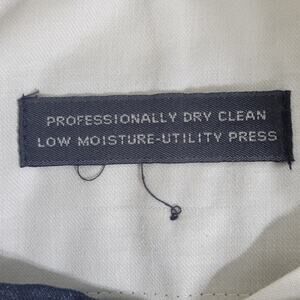 PROFESSIONALLY DRY CLEAN
LOW MOISTURE-UTILITY PRESS